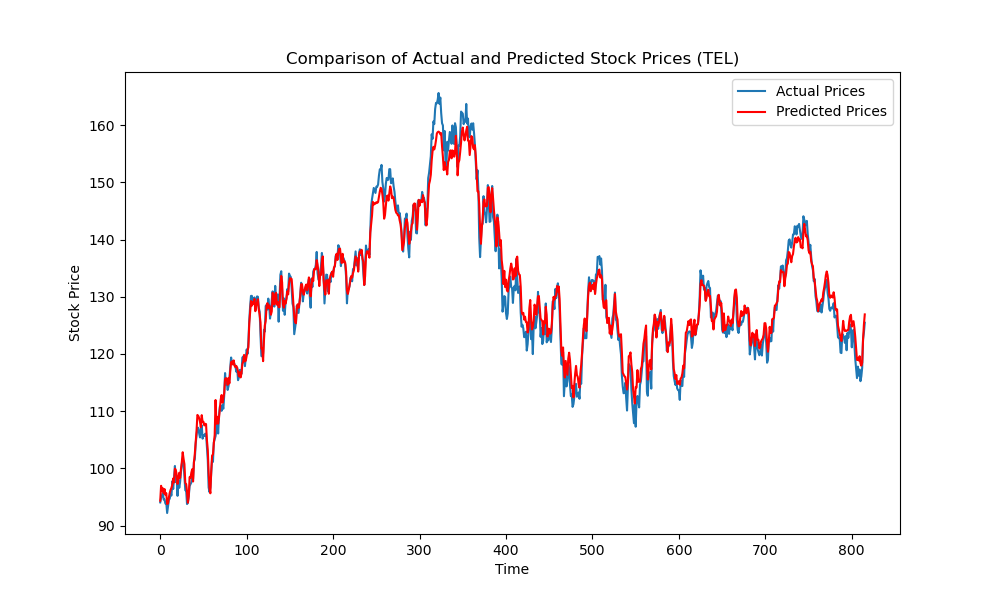 Comparison of Actual and Predicted Stock Prices (TEL)
Actual Prices
Predicted Prices
Stock Price
160
150
140
130
120
110
100
90
0 100 200 300 400 500 600 700 800
Time